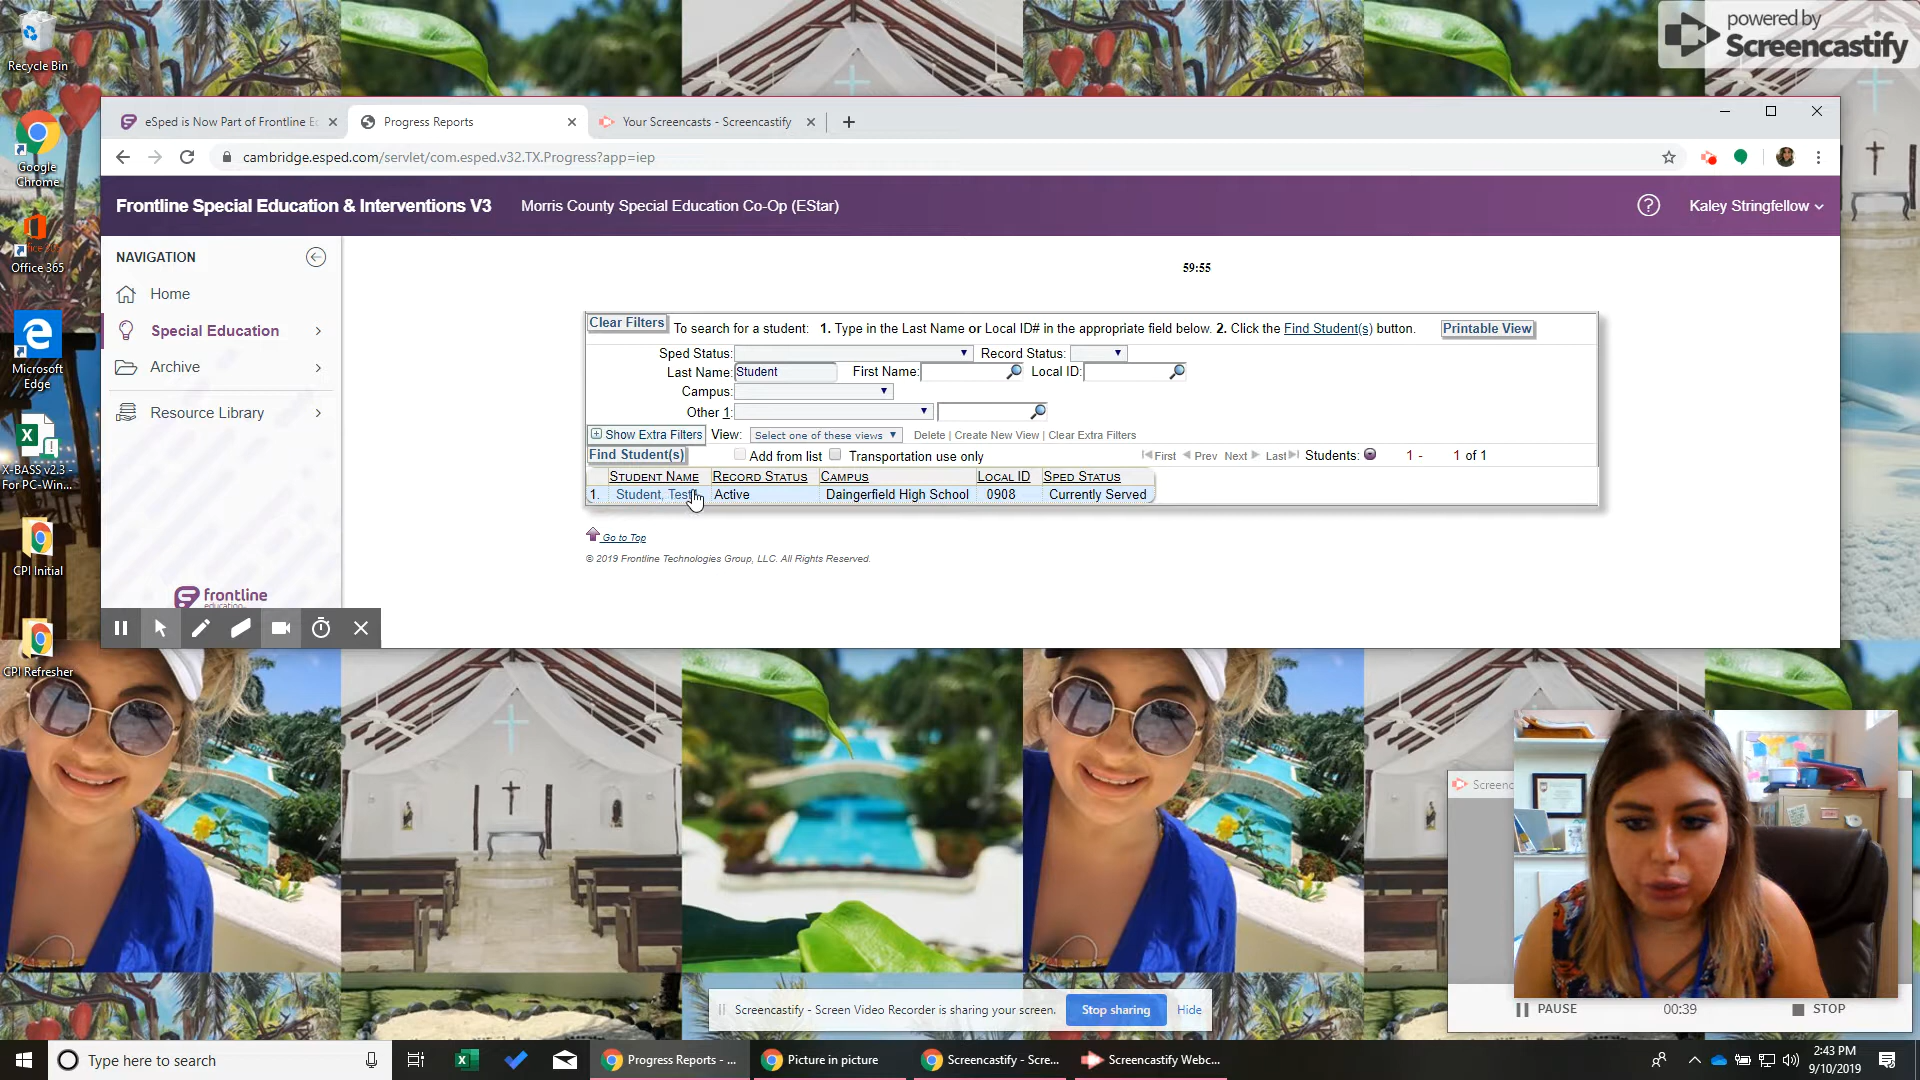 powered by
Screencastify
Recycle Bin
Google
Chrome
Office 365
Microsoft
Edge
X-BASS v2.3 -
For PC-Win...
CPI Initial
CPI Refresher
eSped is Now Part of Frontline E
Progress Reports
Your Screencasts - Screencastify
cambridge.esped.com/servlet/com.esped.v32.TX.Progress?app=iep
Frontline Special Education & Interventions V3
Morris County Special Education Co-Op (EStar)
Kaley Stringfellow
NAVIGATION
Home
Special Education
Archive
Resource Library
frontline
education
59:55
Clear Filters To search for a student: 1. Type in the Last Name or Local ID# in the appropriate field below. 2. Click the Find Student(s) button. Printable View
Sped Status: Record Status:
Last Name: Student First Name: Local ID:
Campus:
Other 1:
Show Extra Filters View: Select one of these views Delete | Create New View | Clear Extra Filters
Find Student(s) Add from list Transportation use only First Prev Next Last Students: 1 - 1 of 1
STUDENT NAME RECORD STATUS CAMPUS LOCAL ID SPED STATUS
1. Student, Test Active Daingerfield High School 0908 Currently Served
Go to Top
© 2019 Frontline Technologies Group, LLC. All Rights Reserved.
Screenc
PAUSE 00:39 STOP
Screencastify - Screen Video Recorder is sharing your screen. Stop sharing Hide
Type here to search
Progress Reports - ...
Picture in picture
Screencastify - Scre...
Screencastify Webc...
2:43 PM
9/10/2019